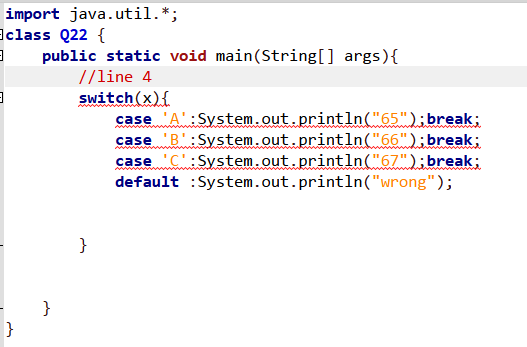 import java.util.*;
class Q22 {
public static void main(String[] args){
//line 4
switch(x){
case 'A':System.out.println("65");break;
case 'B':System.out.println("66");break;
case 'C':System.out.println("67");break;
default :System.out.println("wrong");
}
}
}